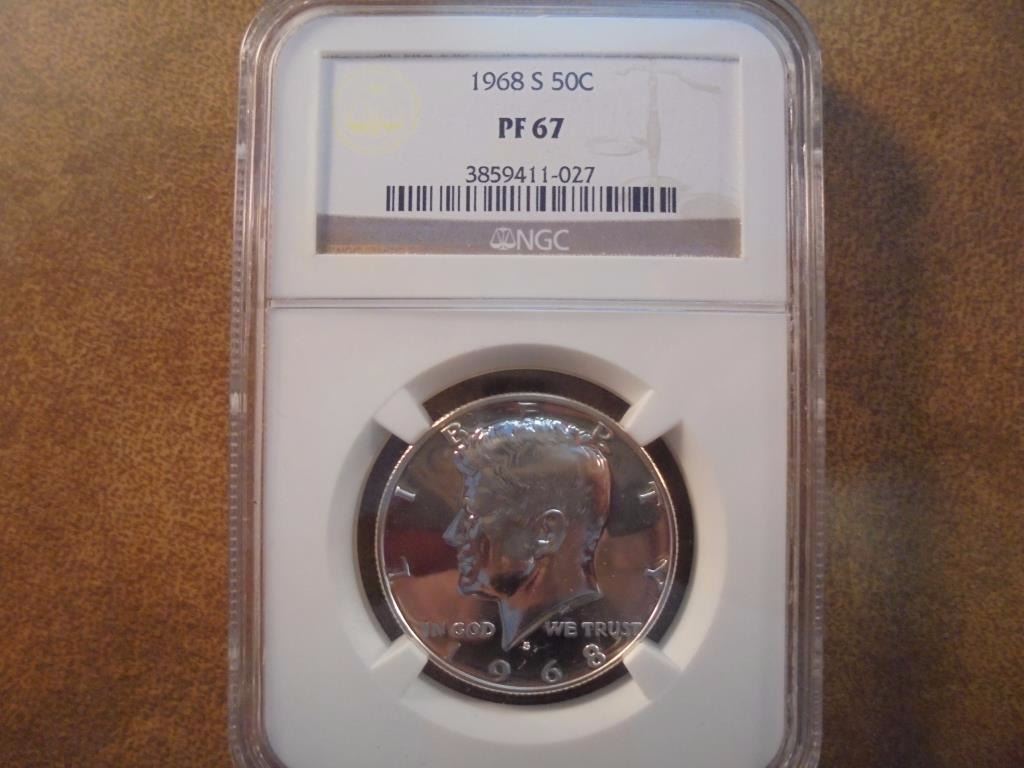 1968 S 50C
PF 67
3859411-027
NGC
LIBERTY
IN GOD WE TRUST
S
1968